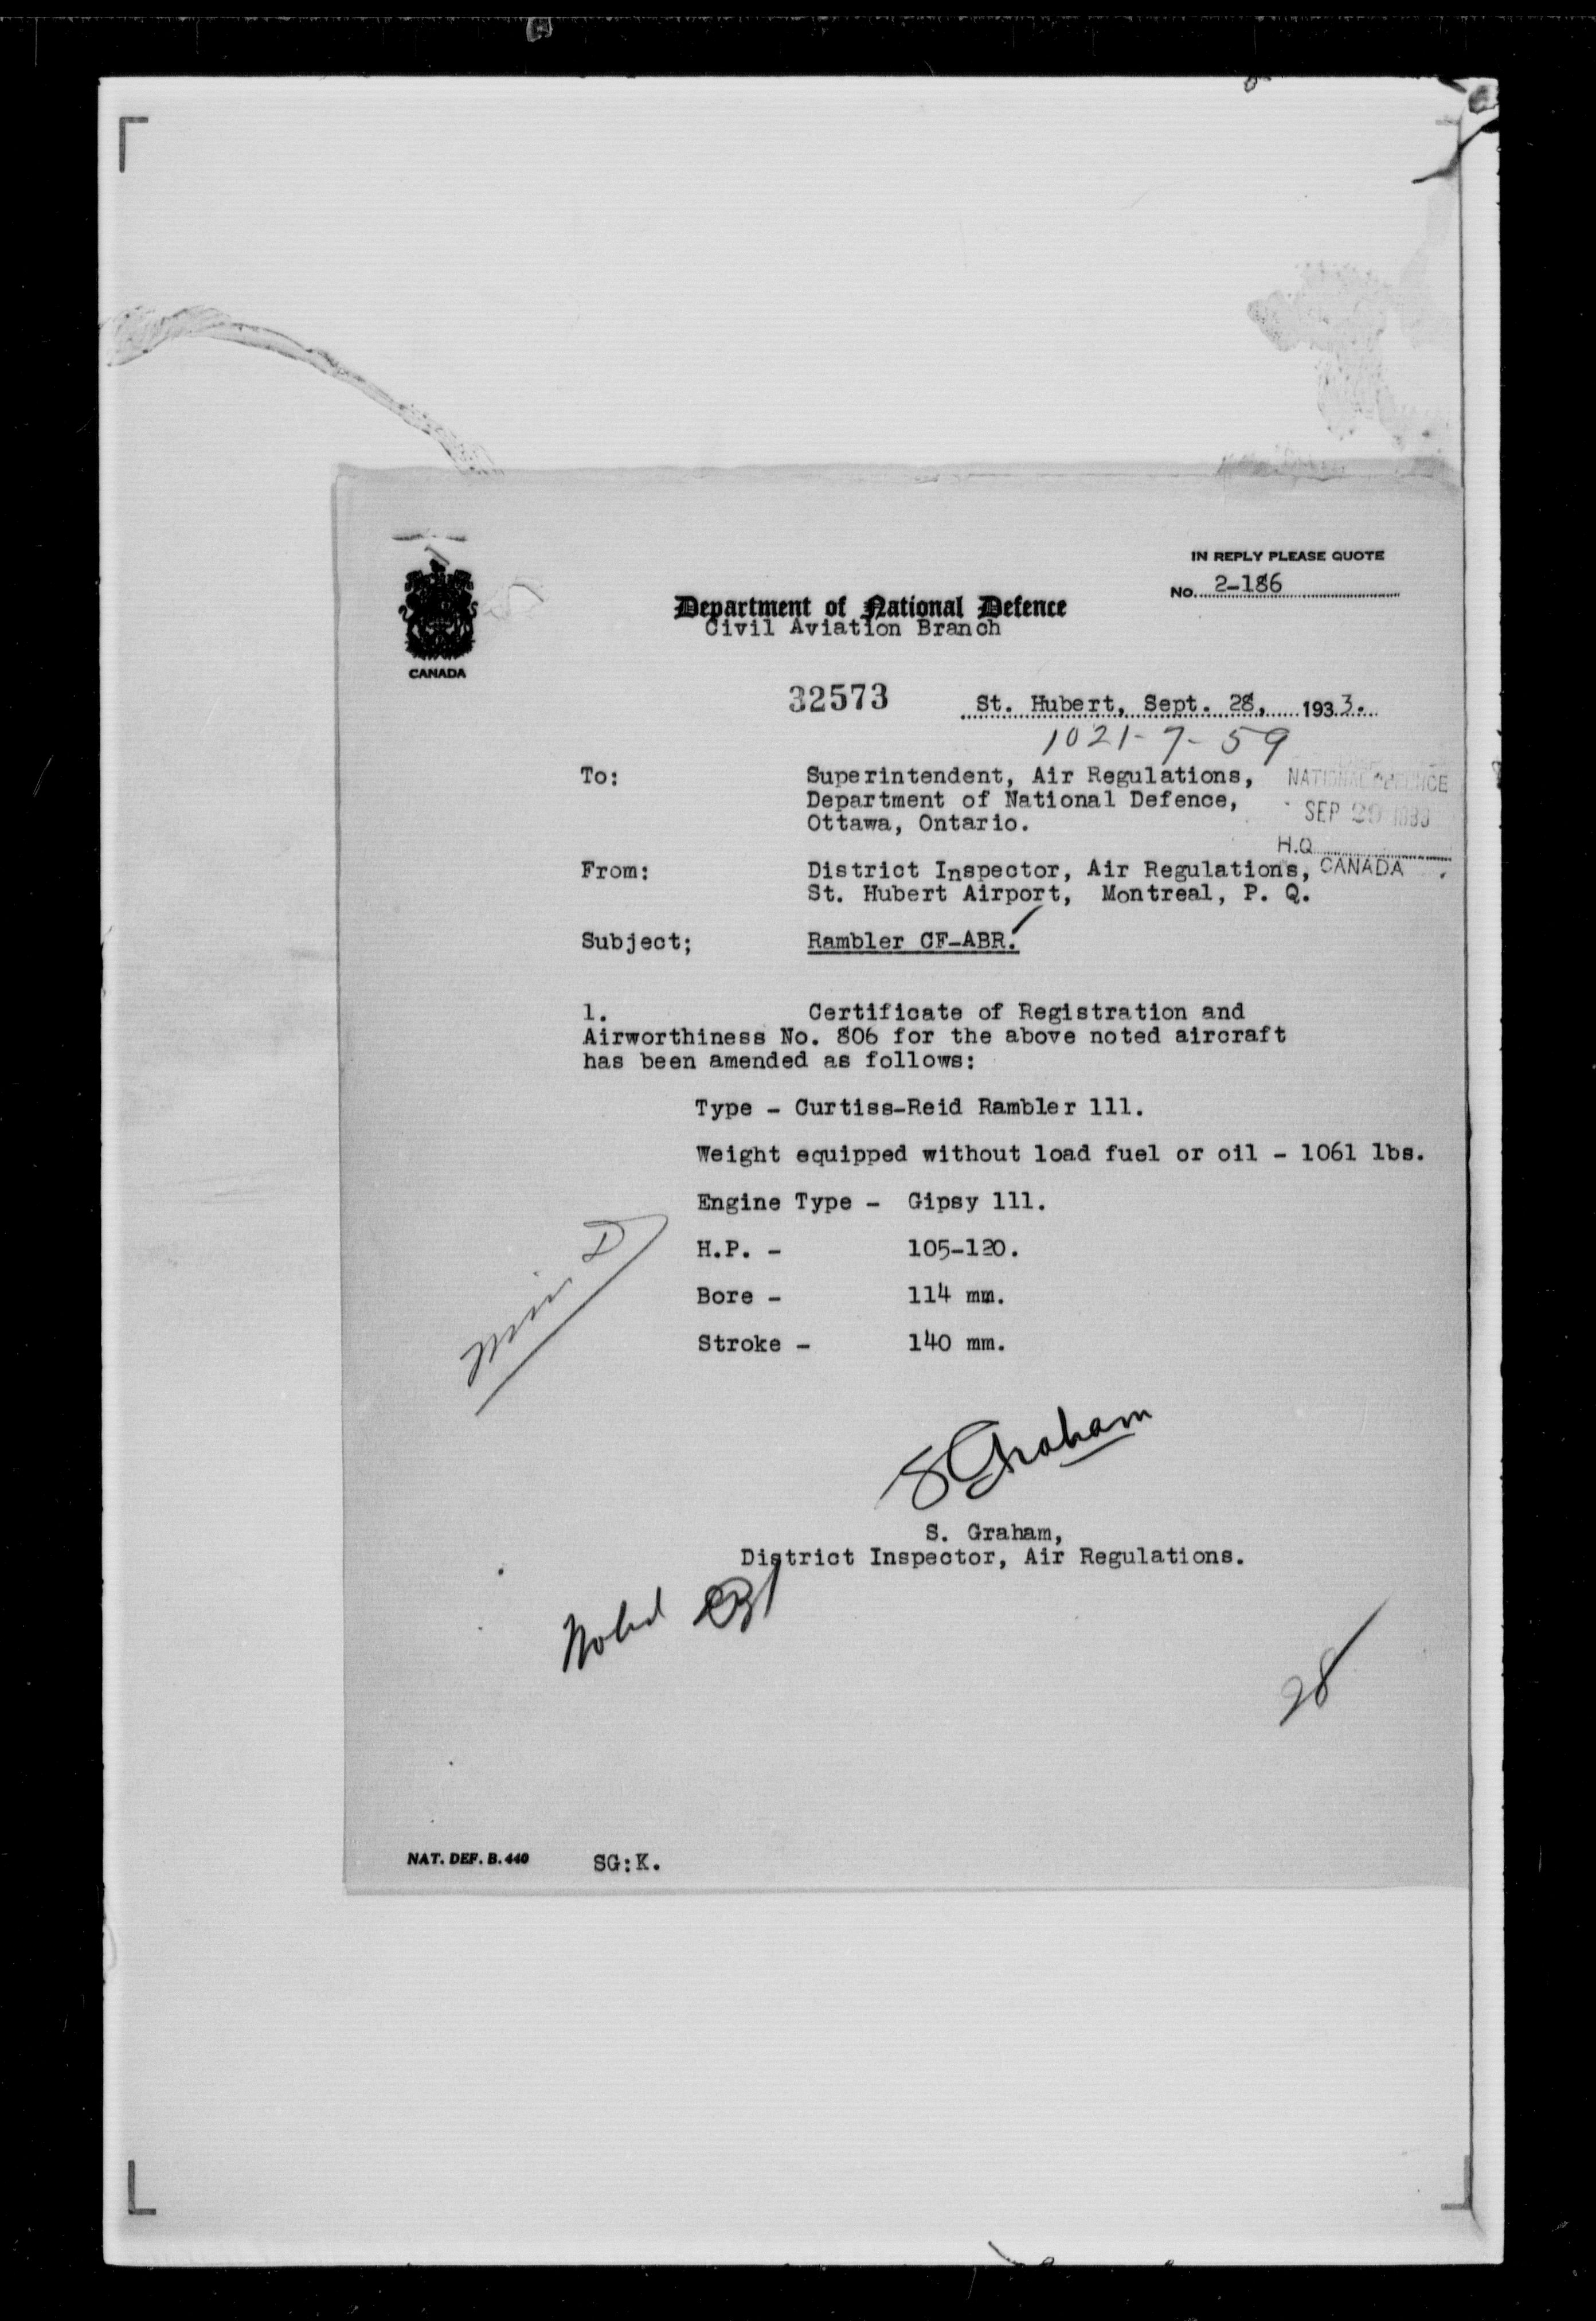 IN REPLY PLEASE QUOTE
No. 2-186
Department of National Defence
Civil Aviation Branch
CANADA
32573
St. Hubert, Sept. 28, 1933.
1021-7-59
To: Superintendent, Air Regulations,
Department of National Defence,
Ottawa, Ontario.
NATIONAL DEFENCE
SEP 29 1933
H.Q.
CANADA
From: District Inspector, Air Regulations,
St. Hubert Airport, Montreal, P. Q.
Subject; Rambler CF-ABR.
1. Certificate of Registration and
Airworthiness No. 806 for the above noted aircraft
has been amended as follows:
Type - Curtiss-Reid Rambler 111.
Weight equipped without load fuel or oil - 1061 lbs.
Engine Type - Gipsy 111.
H.P. - 105-120.
Bore - 114 mm.
Stroke - 140 mm.
SGraham
S. Graham,
District Inspector, Air Regulations.
Noted
28
NAT. DEF. B. 440
SG:K.